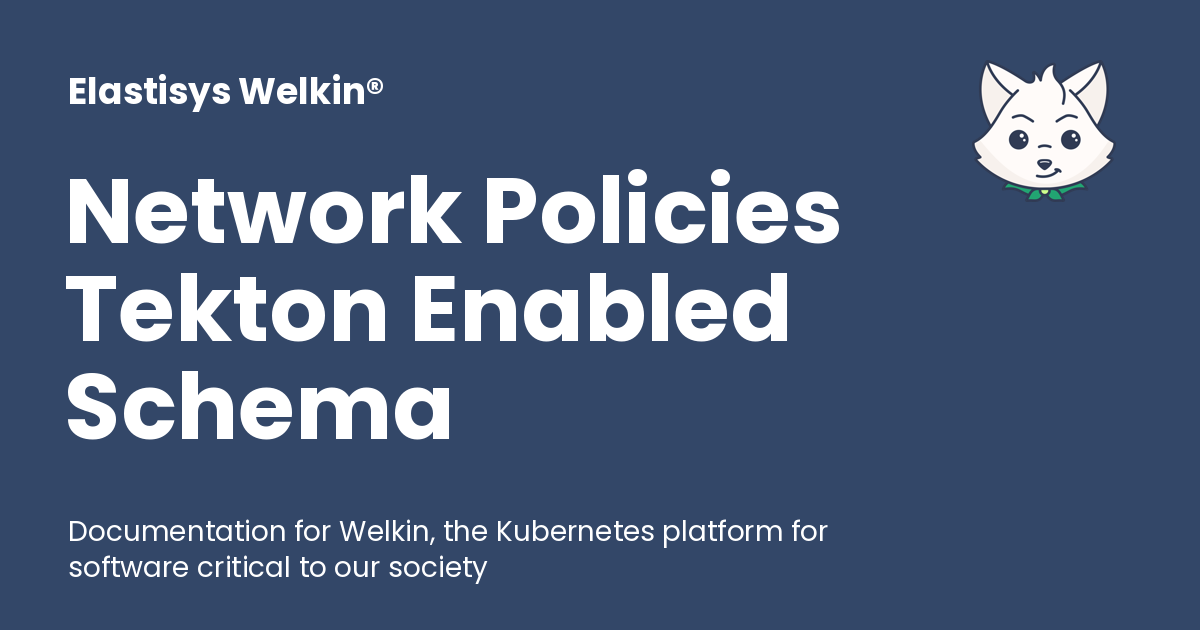 Elastisys Welkin®
Network Policies
Tekton Enabled
Schema
Documentation for Welkin, the Kubernetes platform for
software critical to our society